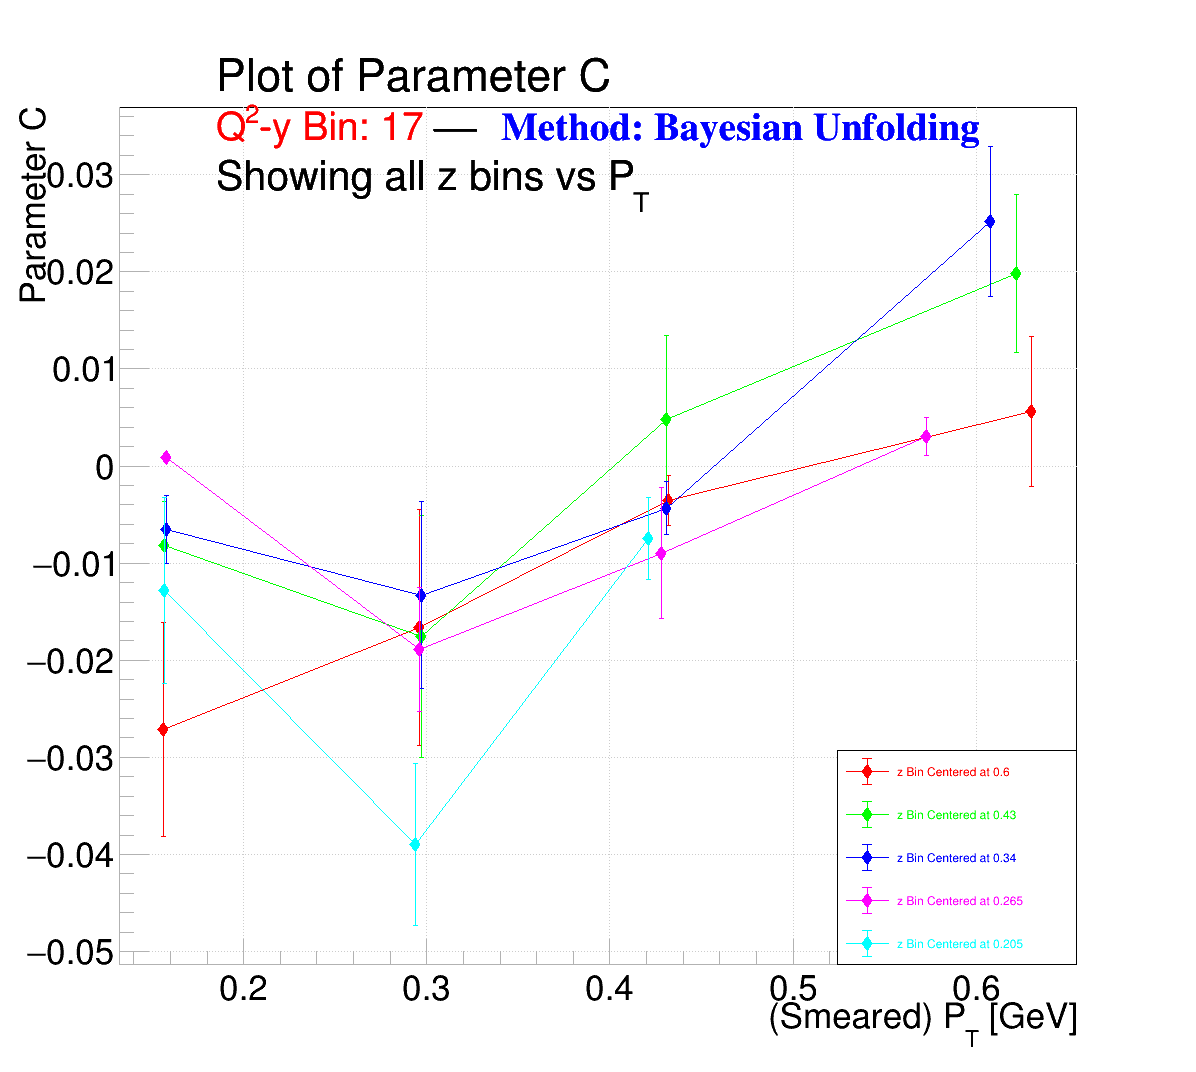 Plot of Parameter C
Q²-y Bin: 17 — Method: Bayesian Unfolding
Showing all z bins vs P_T
Parameter C
0.03
0.02
0.01
0
−0.01
−0.02
−0.03
−0.04
−0.05
z Bin Centered at 0.6
z Bin Centered at 0.43
z Bin Centered at 0.34
z Bin Centered at 0.265
z Bin Centered at 0.205
0.2 0.3 0.4 0.5 0.6
(Smeared) P_T [GeV]